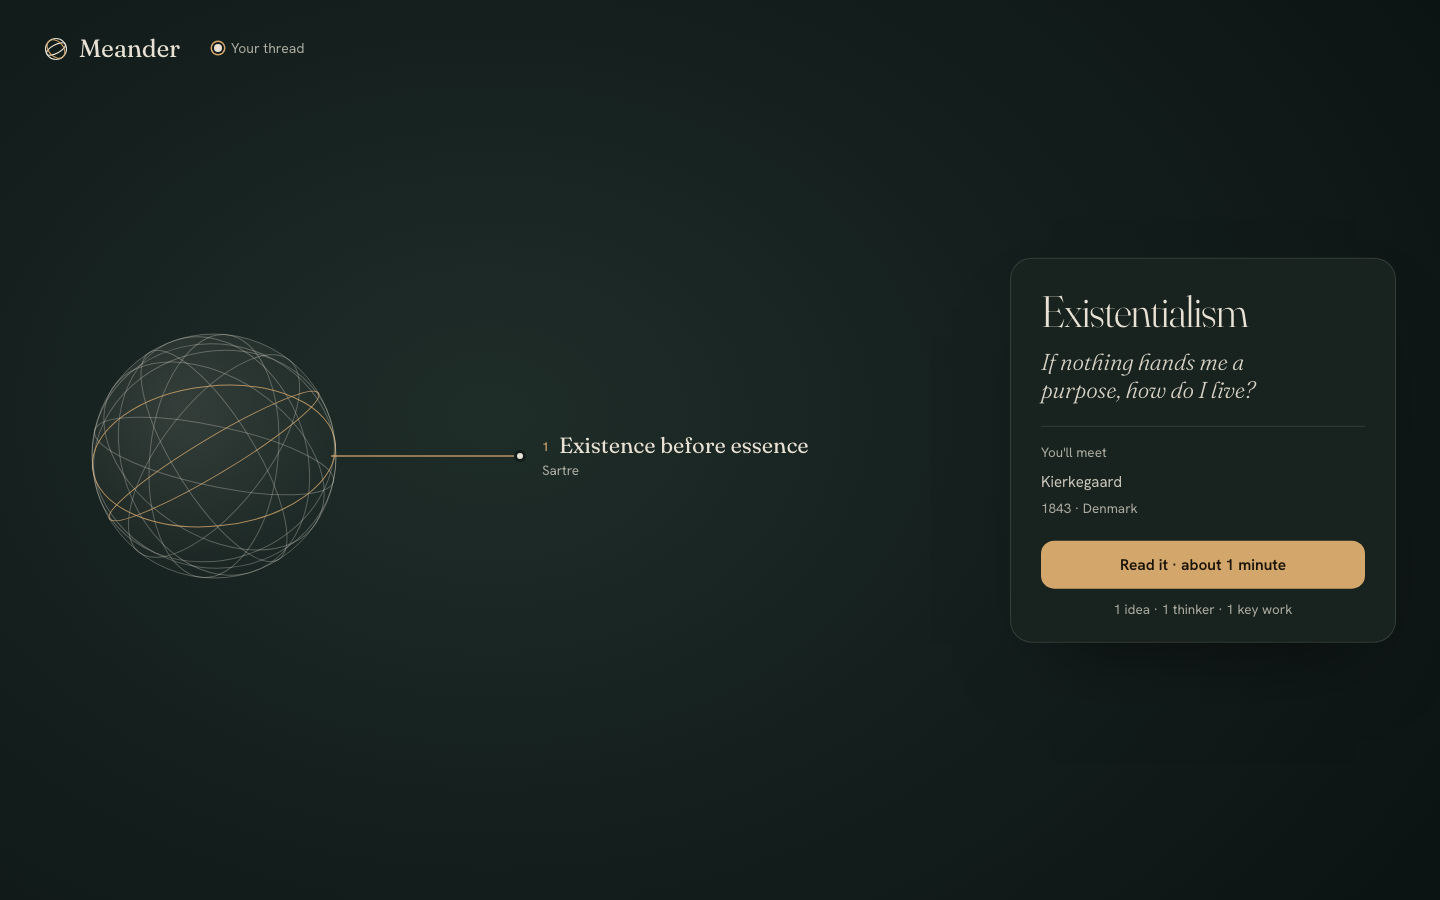 Meander
Your thread
1 Existence before essence
Sartre
Existentialism
If nothing hands me a
purpose, how do I live?
You'll meet
Kierkegaard
1843 · Denmark
Read it · about 1 minute
1 idea · 1 thinker · 1 key work